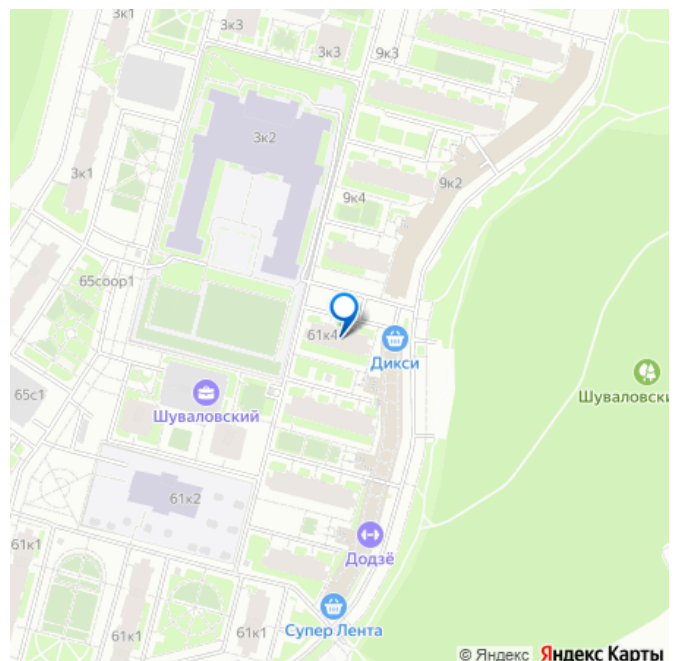 3к1
3к3
3к3
9к3
3к2
3к1
9к2
9к4
65соор1
61к4
Дикси
65с1
Шуваловский
Шуваловски
61к2
61к1
Додзё
61к1
61к1
Супер Лента
© Яндекс Яндекс Карты